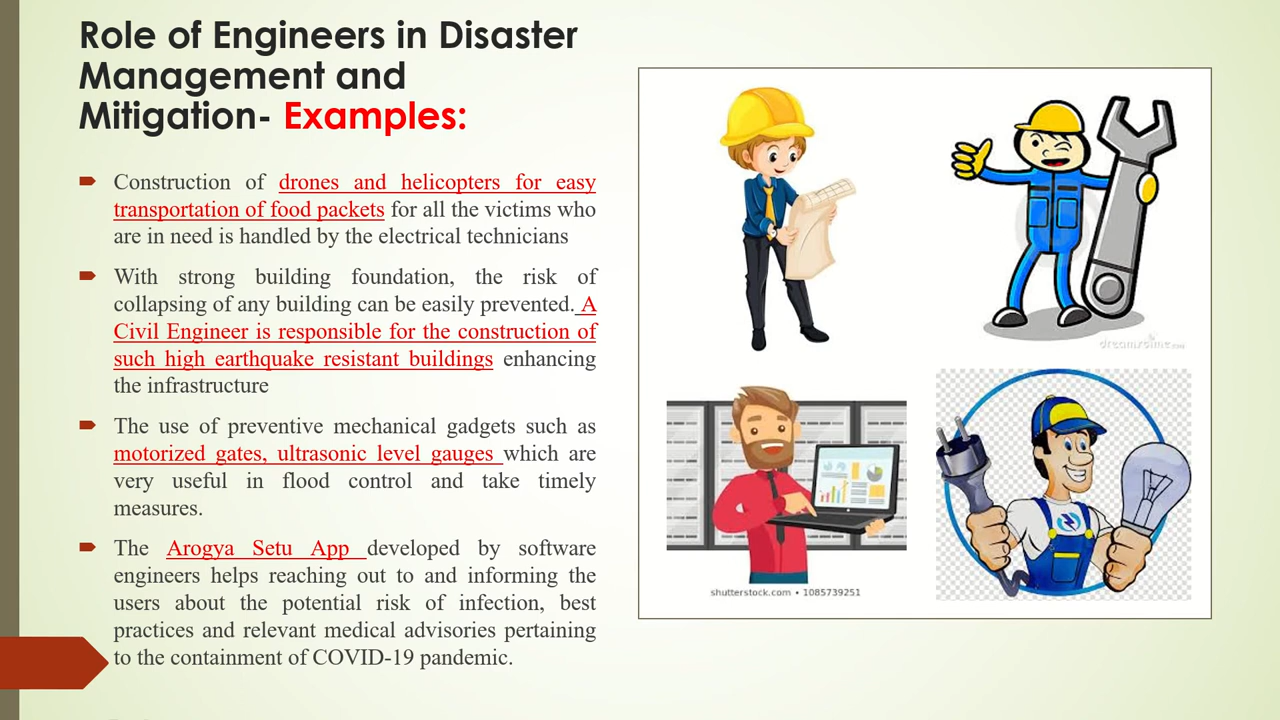 Role of Engineers in Disaster
Management and
Mitigation- Examples:
Construction of drones and helicopters for easy
transportation of food packets for all the victims who
are in need is handled by the electrical technicians
With strong building foundation, the risk of
collapsing of any building can be easily prevented. A
Civil Engineer is responsible for the construction of
such high earthquake resistant buildings enhancing
the infrastructure
The use of preventive mechanical gadgets such as
motorized gates, ultrasonic level gauges which are
very useful in flood control and take timely
measures.
The Arogya Setu App developed by software
engineers helps reaching out to and informing the
users about the potential risk of infection, best
practices and relevant medical advisories pertaining
to the containment of COVID-19 pandemic.
dreamstime.com
shutterstock.com • 1085739251